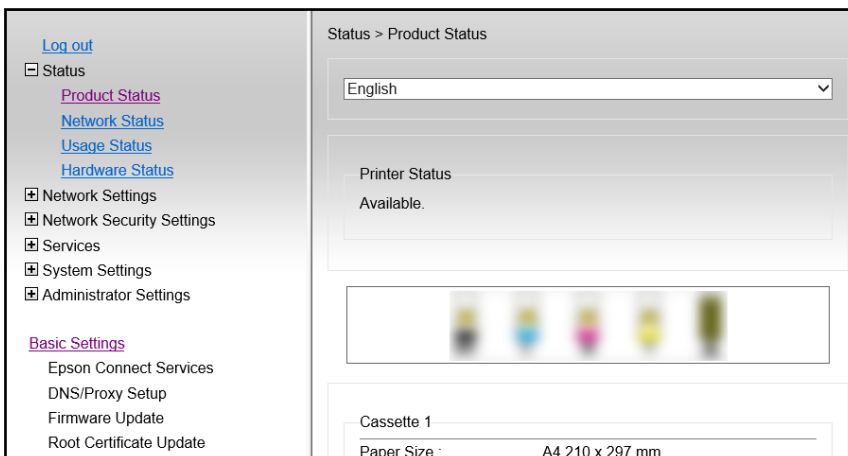 Log out
Status
Product Status
Network Status
Usage Status
Hardware Status
Network Settings
Network Security Settings
Services
System Settings
Administrator Settings
Basic Settings
Epson Connect Services
DNS/Proxy Setup
Firmware Update
Root Certificate Update
Status > Product Status
English
Printer Status
Available.
Cassette 1
Paper Size : A4 210 x 297 mm